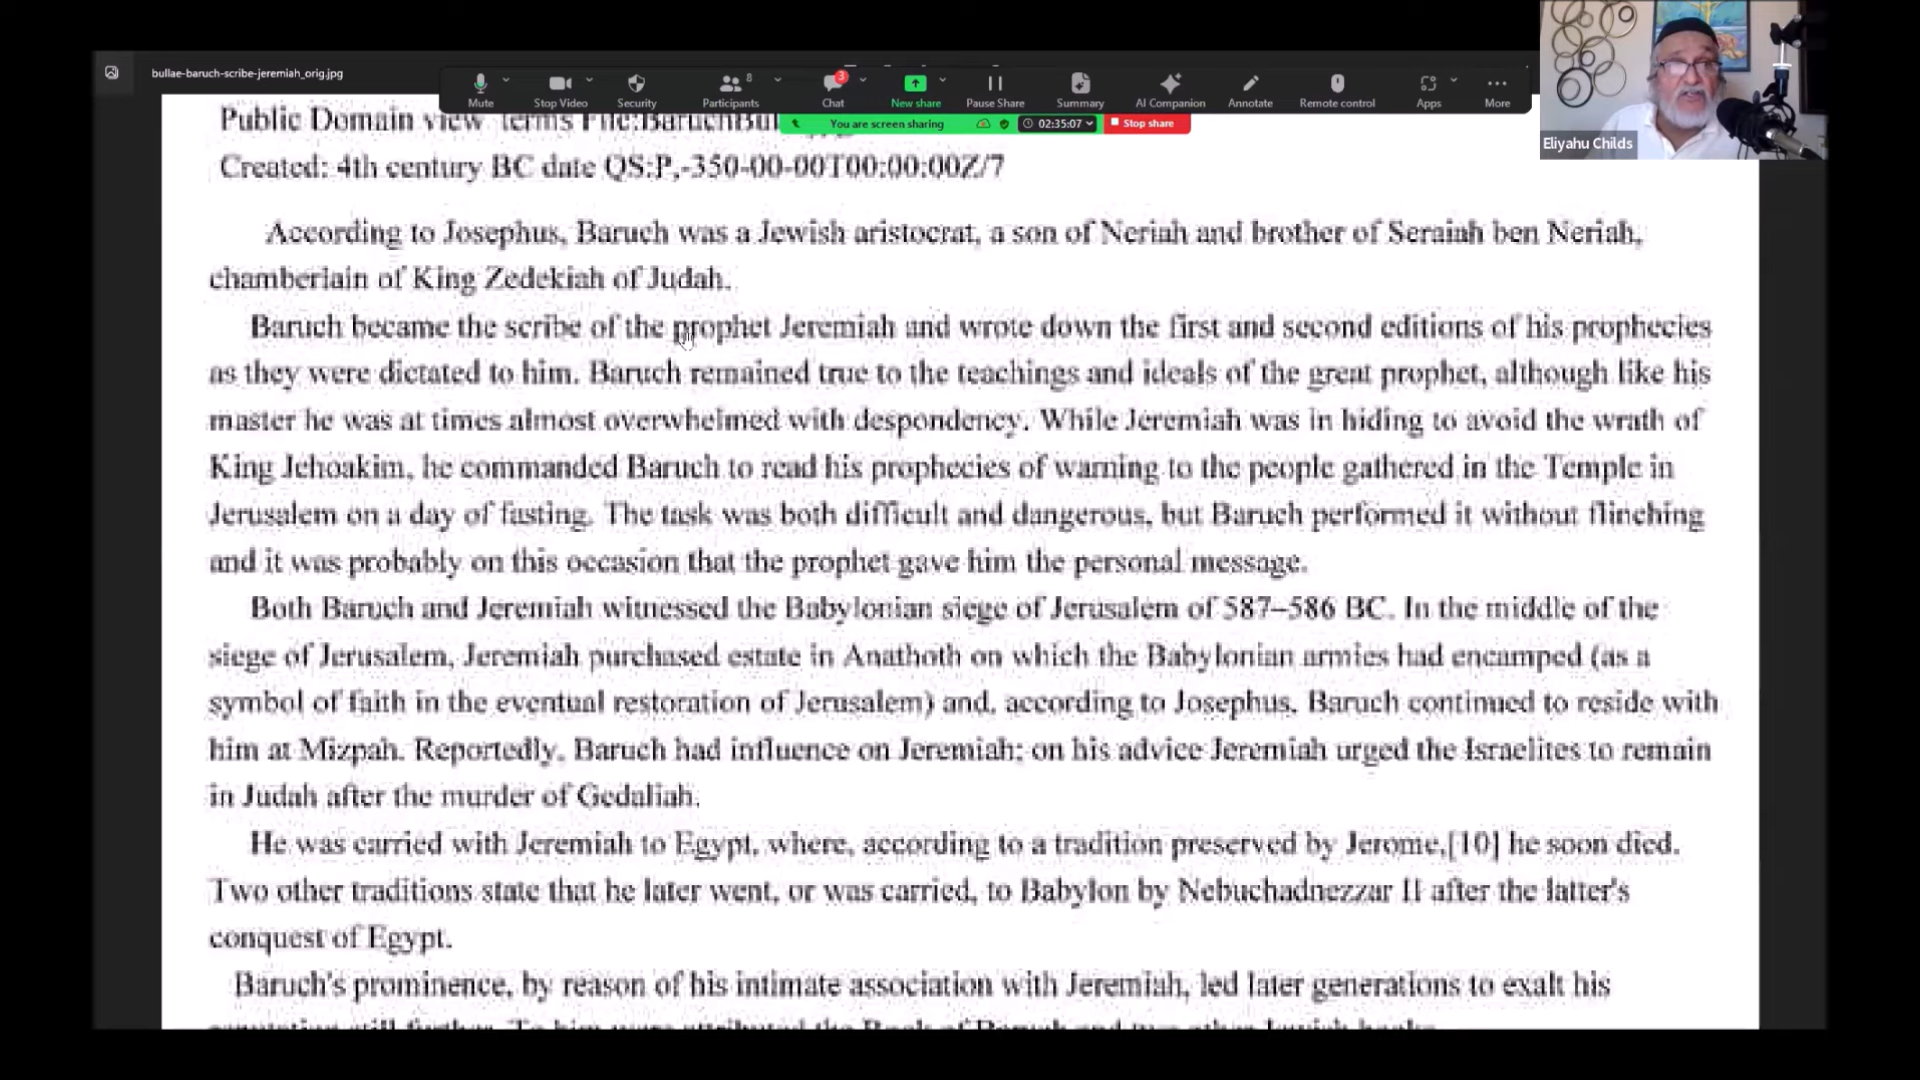 bullae-baruch-scribe-jeremiah_orig.jpg
8
3
Mute
Stop Video
Security
Participants
Chat
New share
Pause Share
Summary
AI Companion
Annotate
Remote control
Apps
More
You are screen sharing
02:35:07
Stop share
Eliyahu Childs
Public Domain view terms File:BaruchBul
Created: 4th century BC date QS:P,-350-00-00T00:00:00Z/7
According to Josephus, Baruch was a Jewish aristocrat, a son of Neriah and brother of Seraiah ben Neriah,
chamberlain of King Zedekiah of Judah.
Baruch became the scribe of the prophet Jeremiah and wrote down the first and second editions of his prophecies
as they were dictated to him. Baruch remained true to the teachings and ideals of the great prophet, although like his
master he was at times almost overwhelmed with despondency. While Jeremiah was in hiding to avoid the wrath of
King Jehoakim, he commanded Baruch to read his prophecies of warning to the people gathered in the Temple in
Jerusalem on a day of fasting. The task was both difficult and dangerous, but Baruch performed it without flinching
and it was probably on this occasion that the prophet gave him the personal message.
Both Baruch and Jeremiah witnessed the Babylonian siege of Jerusalem of 587–586 BC. In the middle of the
siege of Jerusalem, Jeremiah purchased estate in Anathoth on which the Babylonian armies had encamped (as a
symbol of faith in the eventual restoration of Jerusalem) and, according to Josephus, Baruch continued to reside with
him at Mizpah. Reportedly, Baruch had influence on Jeremiah; on his advice Jeremiah urged the Israelites to remain
in Judah after the murder of Gedaliah.
He was carried with Jeremiah to Egypt, where, according to a tradition preserved by Jerome,[10] he soon died.
Two other traditions state that he later went, or was carried, to Babylon by Nebuchadnezzar II after the latter's
conquest of Egypt.
Baruch's prominence, by reason of his intimate association with Jeremiah, led later generations to exalt his